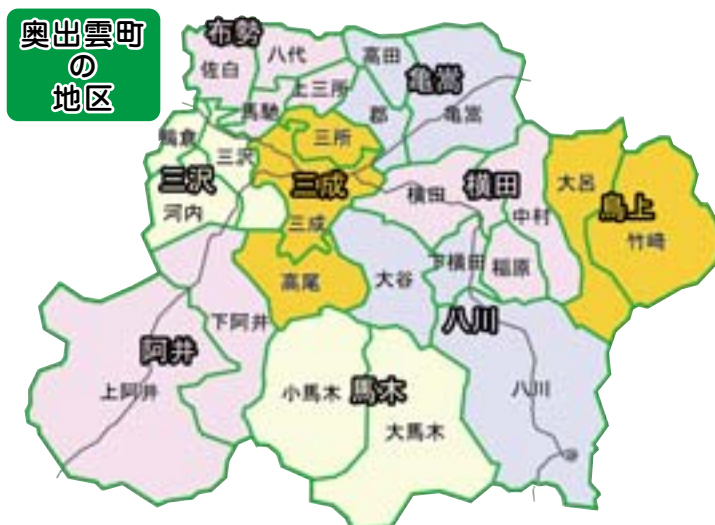 奥出雲町
の
地区
布勢
佐白
八代
上三所
馬馳
高田
亀嵩
郡
亀嵩
鴨倉
三沢
三沢
河内
三所
三成
三成
高尾
横田
横田
中村
下横田
稲原
大呂
鳥上
竹崎
大谷
八川
八川
阿井
下阿井
上阿井
小馬木
馬木
大馬木